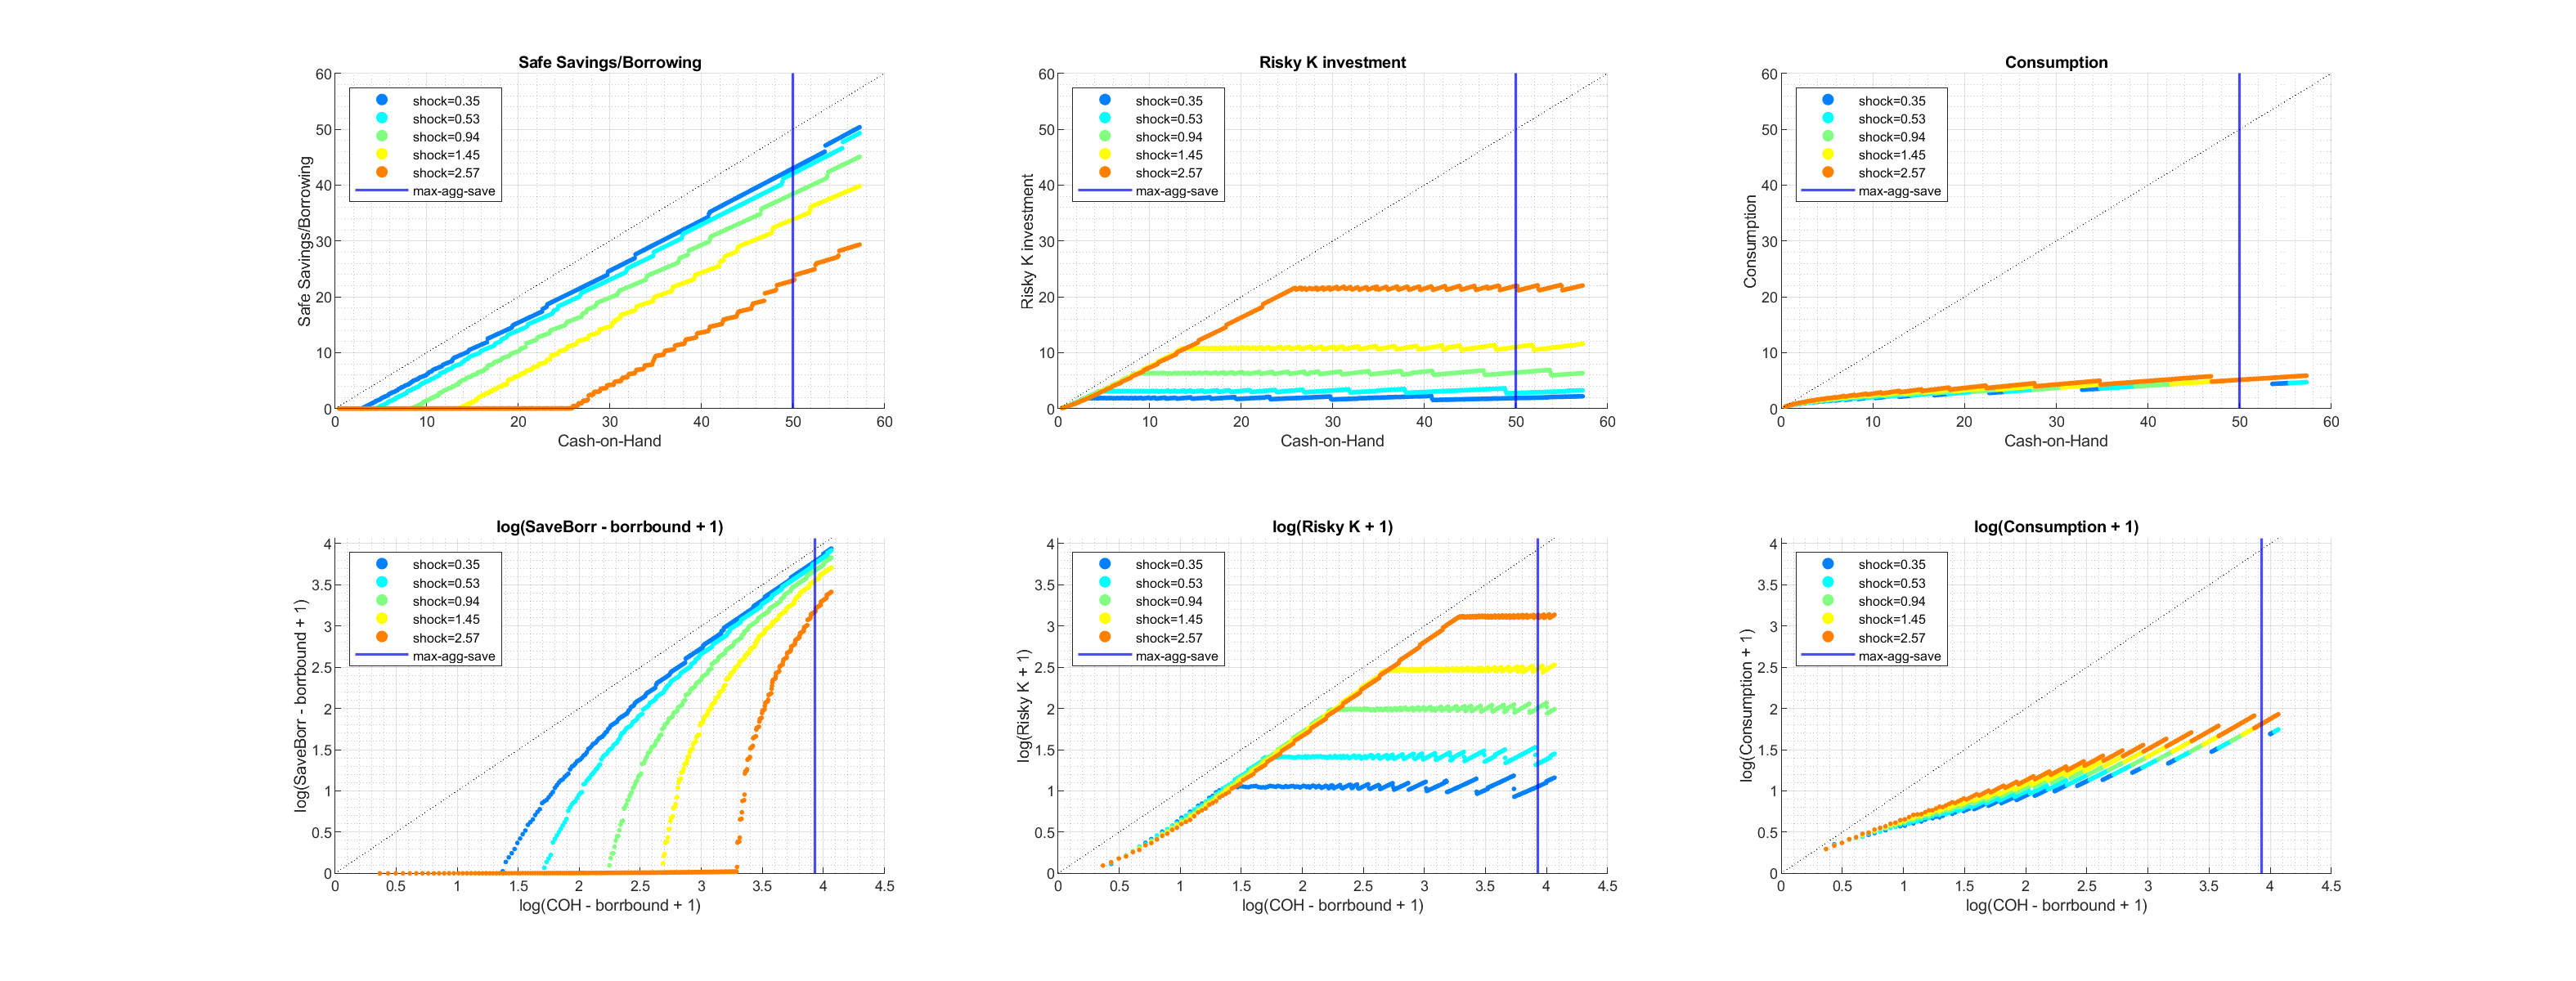 Safe Savings/Borrowing
60
50
40
30
20
10
0
Safe Savings/Borrowing
shock=0.35
shock=0.53
shock=0.94
shock=1.45
shock=2.57
max-agg-save
0 10 20 30 40 50 60
Cash-on-Hand
Risky K investment
60
50
40
30
20
10
0
Risky K investment
shock=0.35
shock=0.53
shock=0.94
shock=1.45
shock=2.57
max-agg-save
0 10 20 30 40 50 60
Cash-on-Hand
Consumption
60
50
40
30
20
10
0
Consumption
shock=0.35
shock=0.53
shock=0.94
shock=1.45
shock=2.57
max-agg-save
0 10 20 30 40 50 60
Cash-on-Hand
log(SaveBorr - borrbound + 1)
4
3.5
3
2.5
2
1.5
1
0.5
0
log(SaveBorr - borrbound + 1)
shock=0.35
shock=0.53
shock=0.94
shock=1.45
shock=2.57
max-agg-save
0 0.5 1 1.5 2 2.5 3 3.5 4 4.5
log(COH - borrbound + 1)
log(Risky K + 1)
4
3.5
3
2.5
2
1.5
1
0.5
0
log(Risky K + 1)
shock=0.35
shock=0.53
shock=0.94
shock=1.45
shock=2.57
max-agg-save
0 0.5 1 1.5 2 2.5 3 3.5 4 4.5
log(COH - borrbound + 1)
log(Consumption + 1)
4
3.5
3
2.5
2
1.5
1
0.5
0
log(Consumption + 1)
shock=0.35
shock=0.53
shock=0.94
shock=1.45
shock=2.57
max-agg-save
0 0.5 1 1.5 2 2.5 3 3.5 4 4.5
log(COH - borrbound + 1)